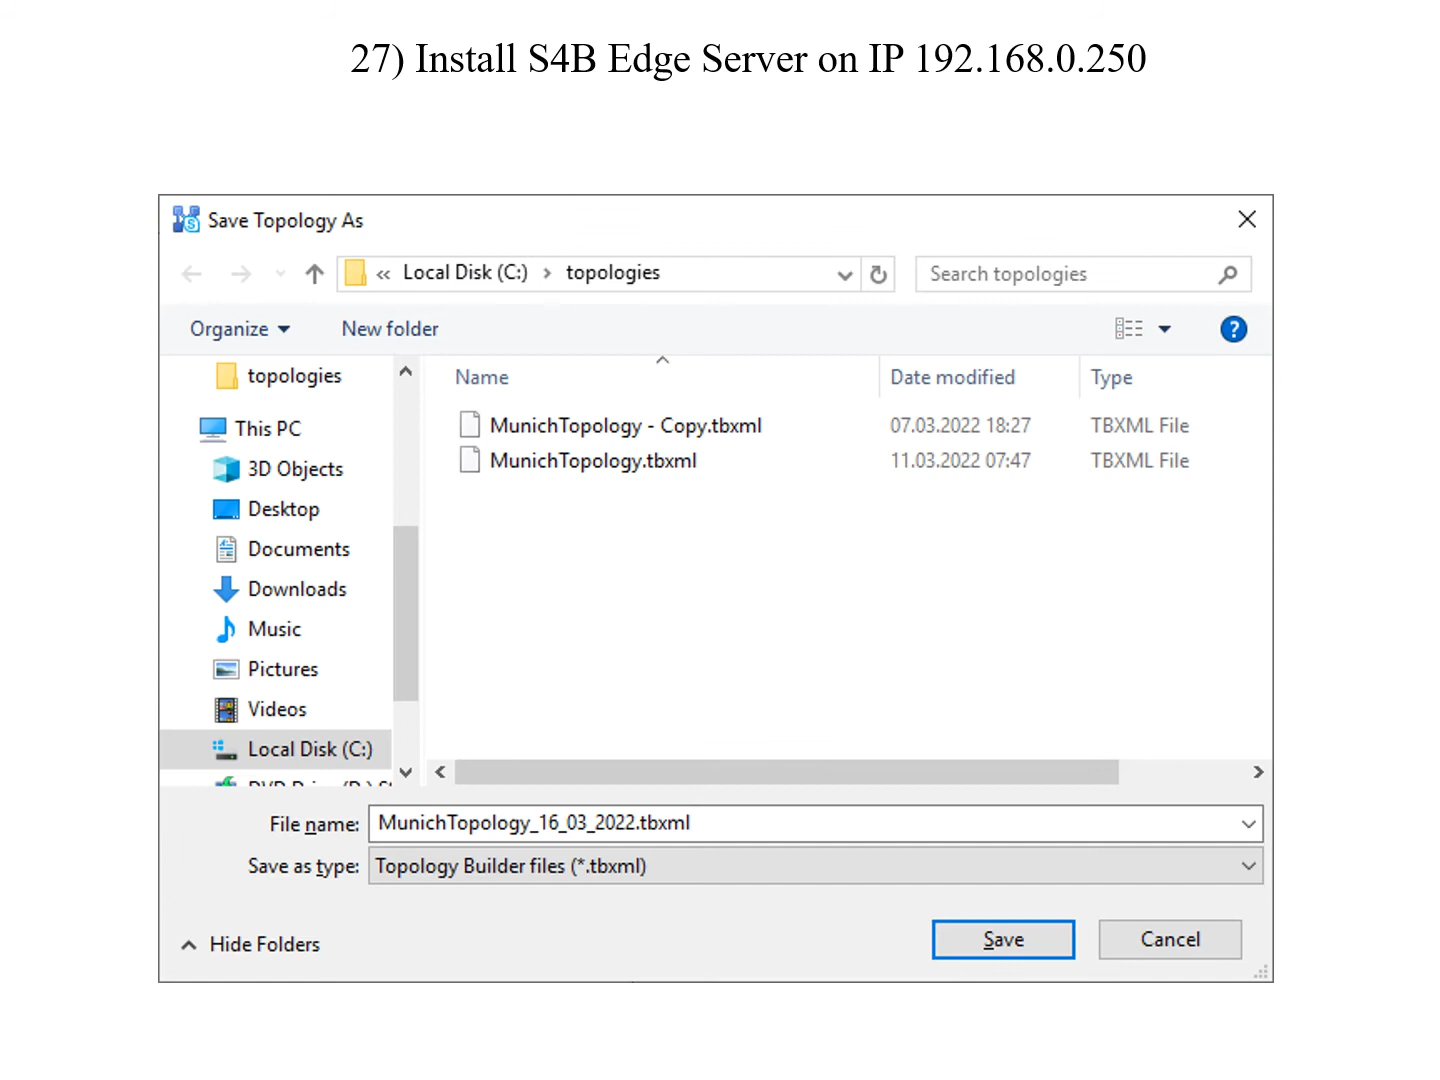 27) Install S4B Edge Server on IP 192.168.0.250
Save Topology As
« Local Disk (C:) › topologies
Search topologies
Organize
New folder
?
topologies
This PC
3D Objects
Desktop
Documents
Downloads
Music
Pictures
Videos
Local Disk (C:)
Name Date modified Type
MunichTopology - Copy.tbxml 07.03.2022 18:27 TBXML File
MunichTopology.tbxml 11.03.2022 07:47 TBXML File
File name: MunichTopology_16_03_2022.tbxml
Save as type: Topology Builder files (*.tbxml)
Hide Folders
Save
Cancel